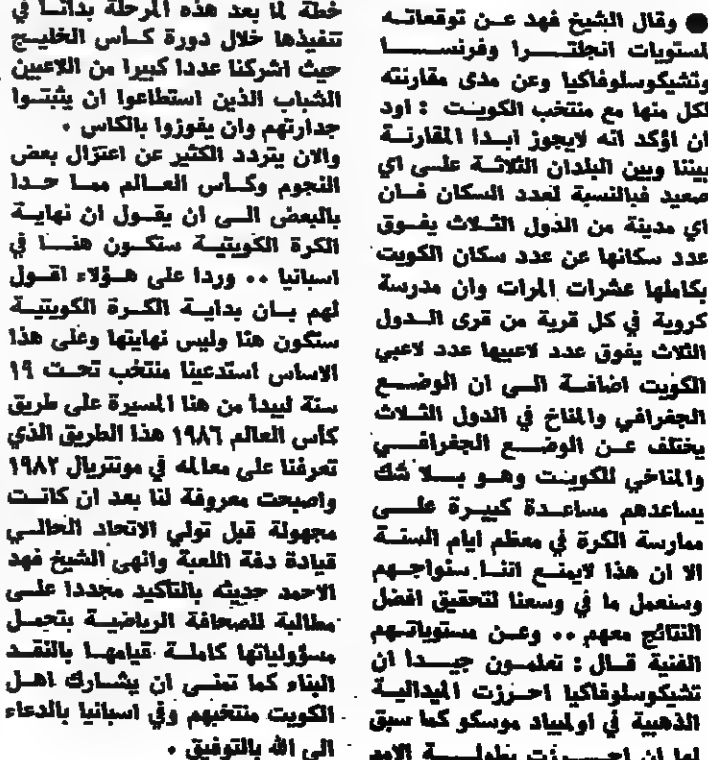 ● وقال الشيخ فهد عن توقعاته
لمستويات انجلترا وفرنسا
وتشيكوسلوفاكيا وعن مدى مقارنته
لكل منها مع منتخب الكويت : اود
ان اؤكد انه لايجوز ابدا المقارنة
بيننا وبين البلدان الثلاثة على اي
صعيد فبالنسبة لعدد السكان فان
اي مدينة من الدول الثلاث يفوق
عدد سكانها عن عدد سكان الكويت
بكاملها عشرات المرات وان مدرسة
كروية في كل قرية من قرى الدول
الثلاث يفوق عدد لاعبيها عدد لاعبي
الكويت اضافة الى ان الوضع
الجغرافي والمناخ في الدول الثلاث
يختلف عن الوضع الجغرافي
والمناخي للكويت وهو بلا شك
يساعدهم مساعدة كبيرة على
ممارسة الكرة في معظم ايام السنة
الا ان هذا لايمنع اننا سنواجههم
وسنعمل ما في وسعنا لتحقيق افضل
النتائج معهم .. وعن مستوياتهم
الفنية قال : تعلمون جيدا ان
تشيكوسلوفاكيا احرزت الميدالية
الذهبية في اولمبياد موسكو كما سبق
لها ان احرزت بطولة الامم
خطة لما بعد هذه المرحلة بدأنا في
تنفيذها خلال دورة كأس الخليج
حيث اشركنا عددا كبيرا من اللاعبين
الشباب الذين استطاعوا ان يثبتوا
جدارتهم وان يفوزوا بالكاس .
والان يتردد الكثير عن اعتزال بعض
النجوم وكأس العالم مما حدا
بالبعض الى ان يقول ان نهاية
الكرة الكويتية ستكون هنا في
اسبانيا .. وردا على هؤلاء اقول
لهم بان بداية الكرة الكويتية
ستكون هنا وليس نهايتها وعلى هذا
الاساس استدعينا منتخب تحت ١٩
سنة ليبدأ من هنا المسيرة على طريق
كأس العالم ١٩٨٦ هذا الطريق الذي
تعرفنا على معالمه في مونتريال ١٩٨٢
واصبحت معروفة لنا بعد ان كانت
مجهولة قبل تولي الاتحاد الحالي
قيادة دفة اللعبة وانهى الشيخ فهد
الاحمد حديثه بالتأكيد مجددا على
مطالبة للصحافة الرياضية بتحمل
مسؤولياتها كاملة قيامها بالنقد
البناء كما تمنى ان يشارك اهل
الكويت منتخبهم وفي اسبانيا بالدعاء
الى الله بالتوفيق .